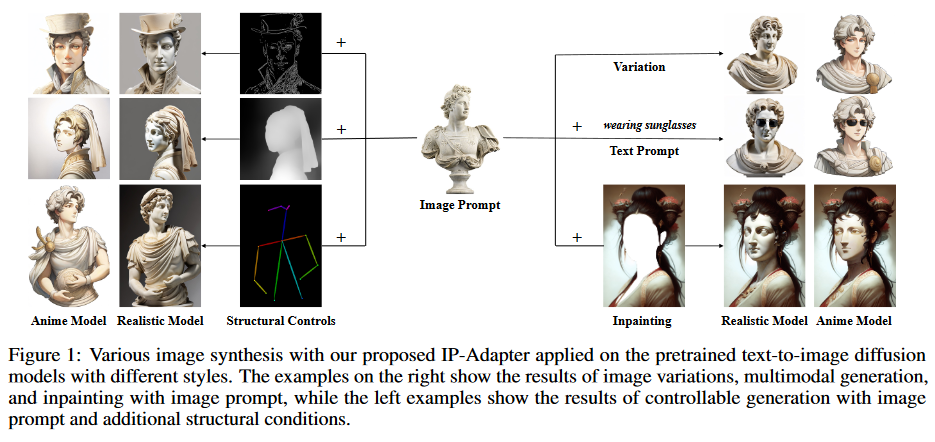 +
+
+
Anime Model Realistic Model Structural Controls
Image Prompt
Variation
+ wearing sunglasses
Text Prompt
+
Inpainting Realistic Model Anime Model
Figure 1: Various image synthesis with our proposed IP-Adapter applied on the pretrained text-to-image diffusion
models with different styles. The examples on the right show the results of image variations, multimodal generation,
and inpainting with image prompt, while the left examples show the results of controllable generation with image
prompt and additional structural conditions.